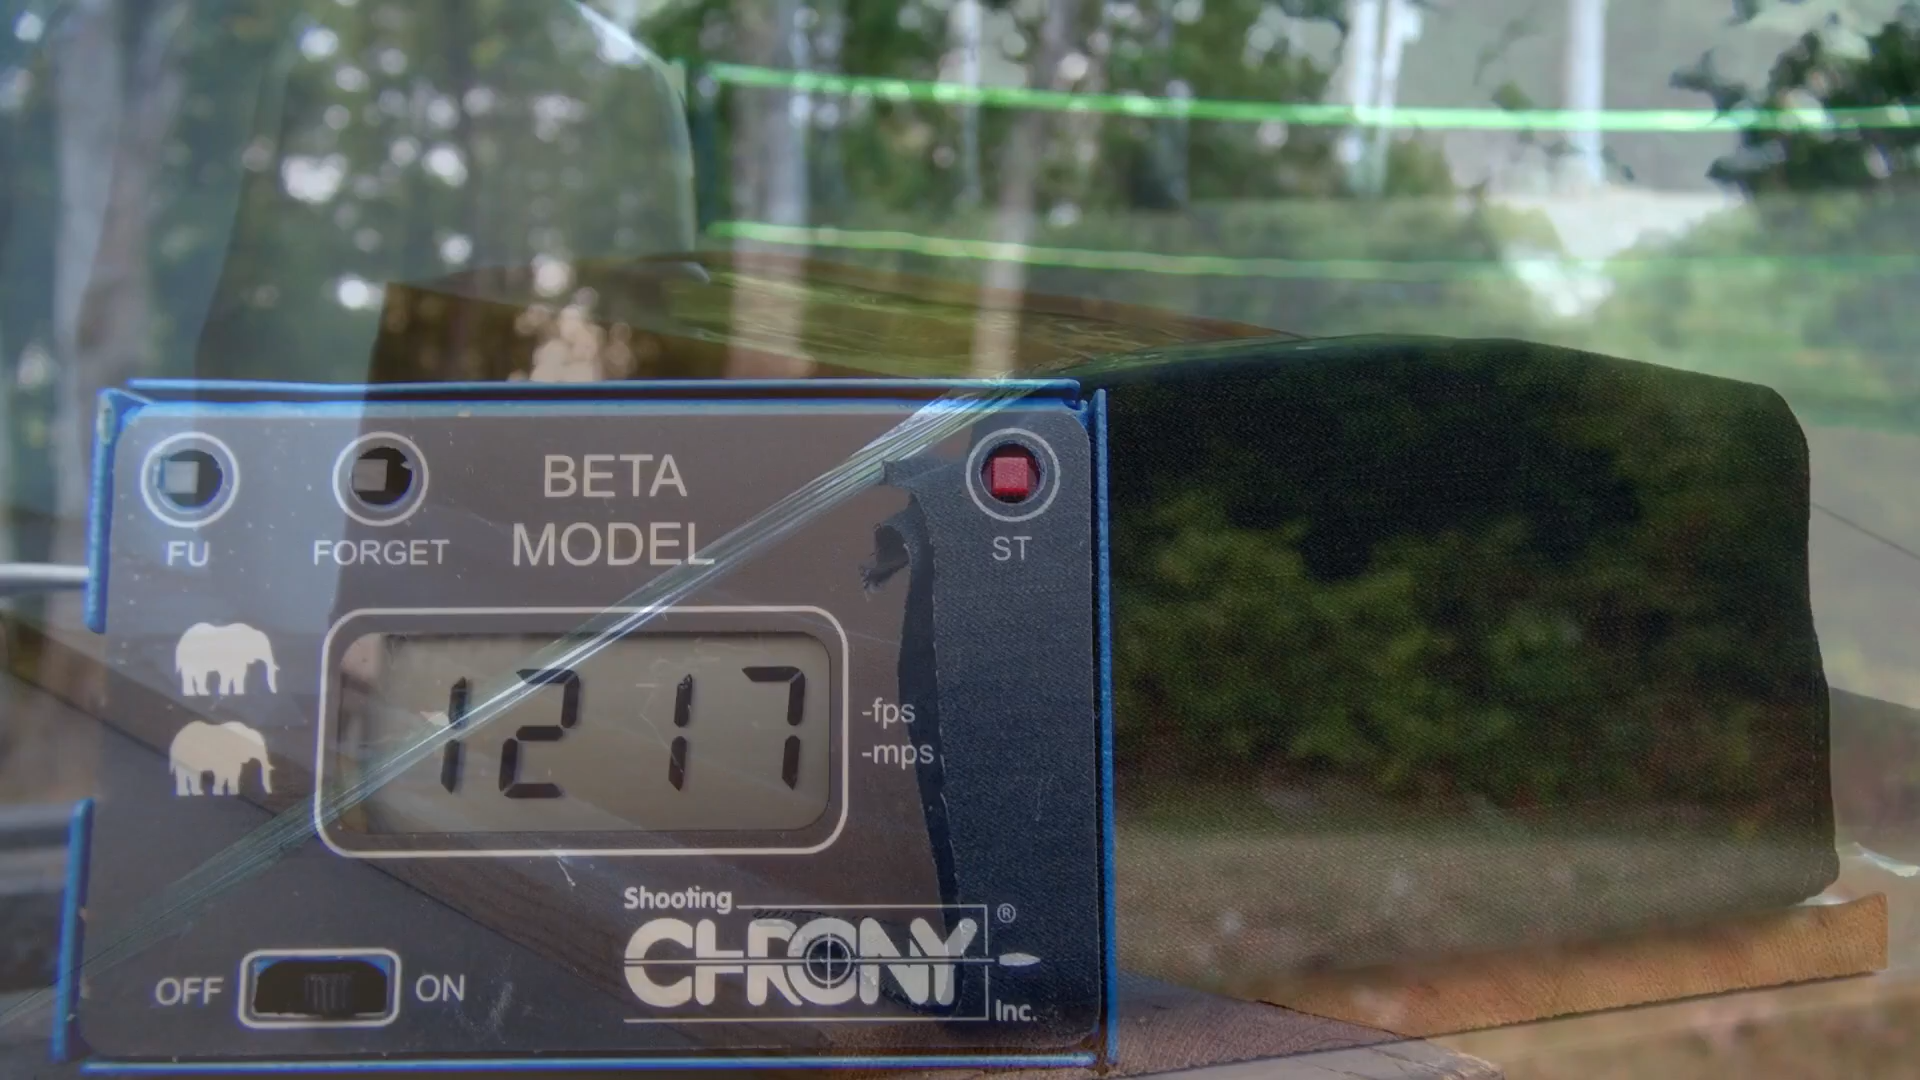 BETA
MODEL
FU
FORGET
ST
1217
-fps
-mps
Shooting
CHRONY ®
Inc.
OFF ON